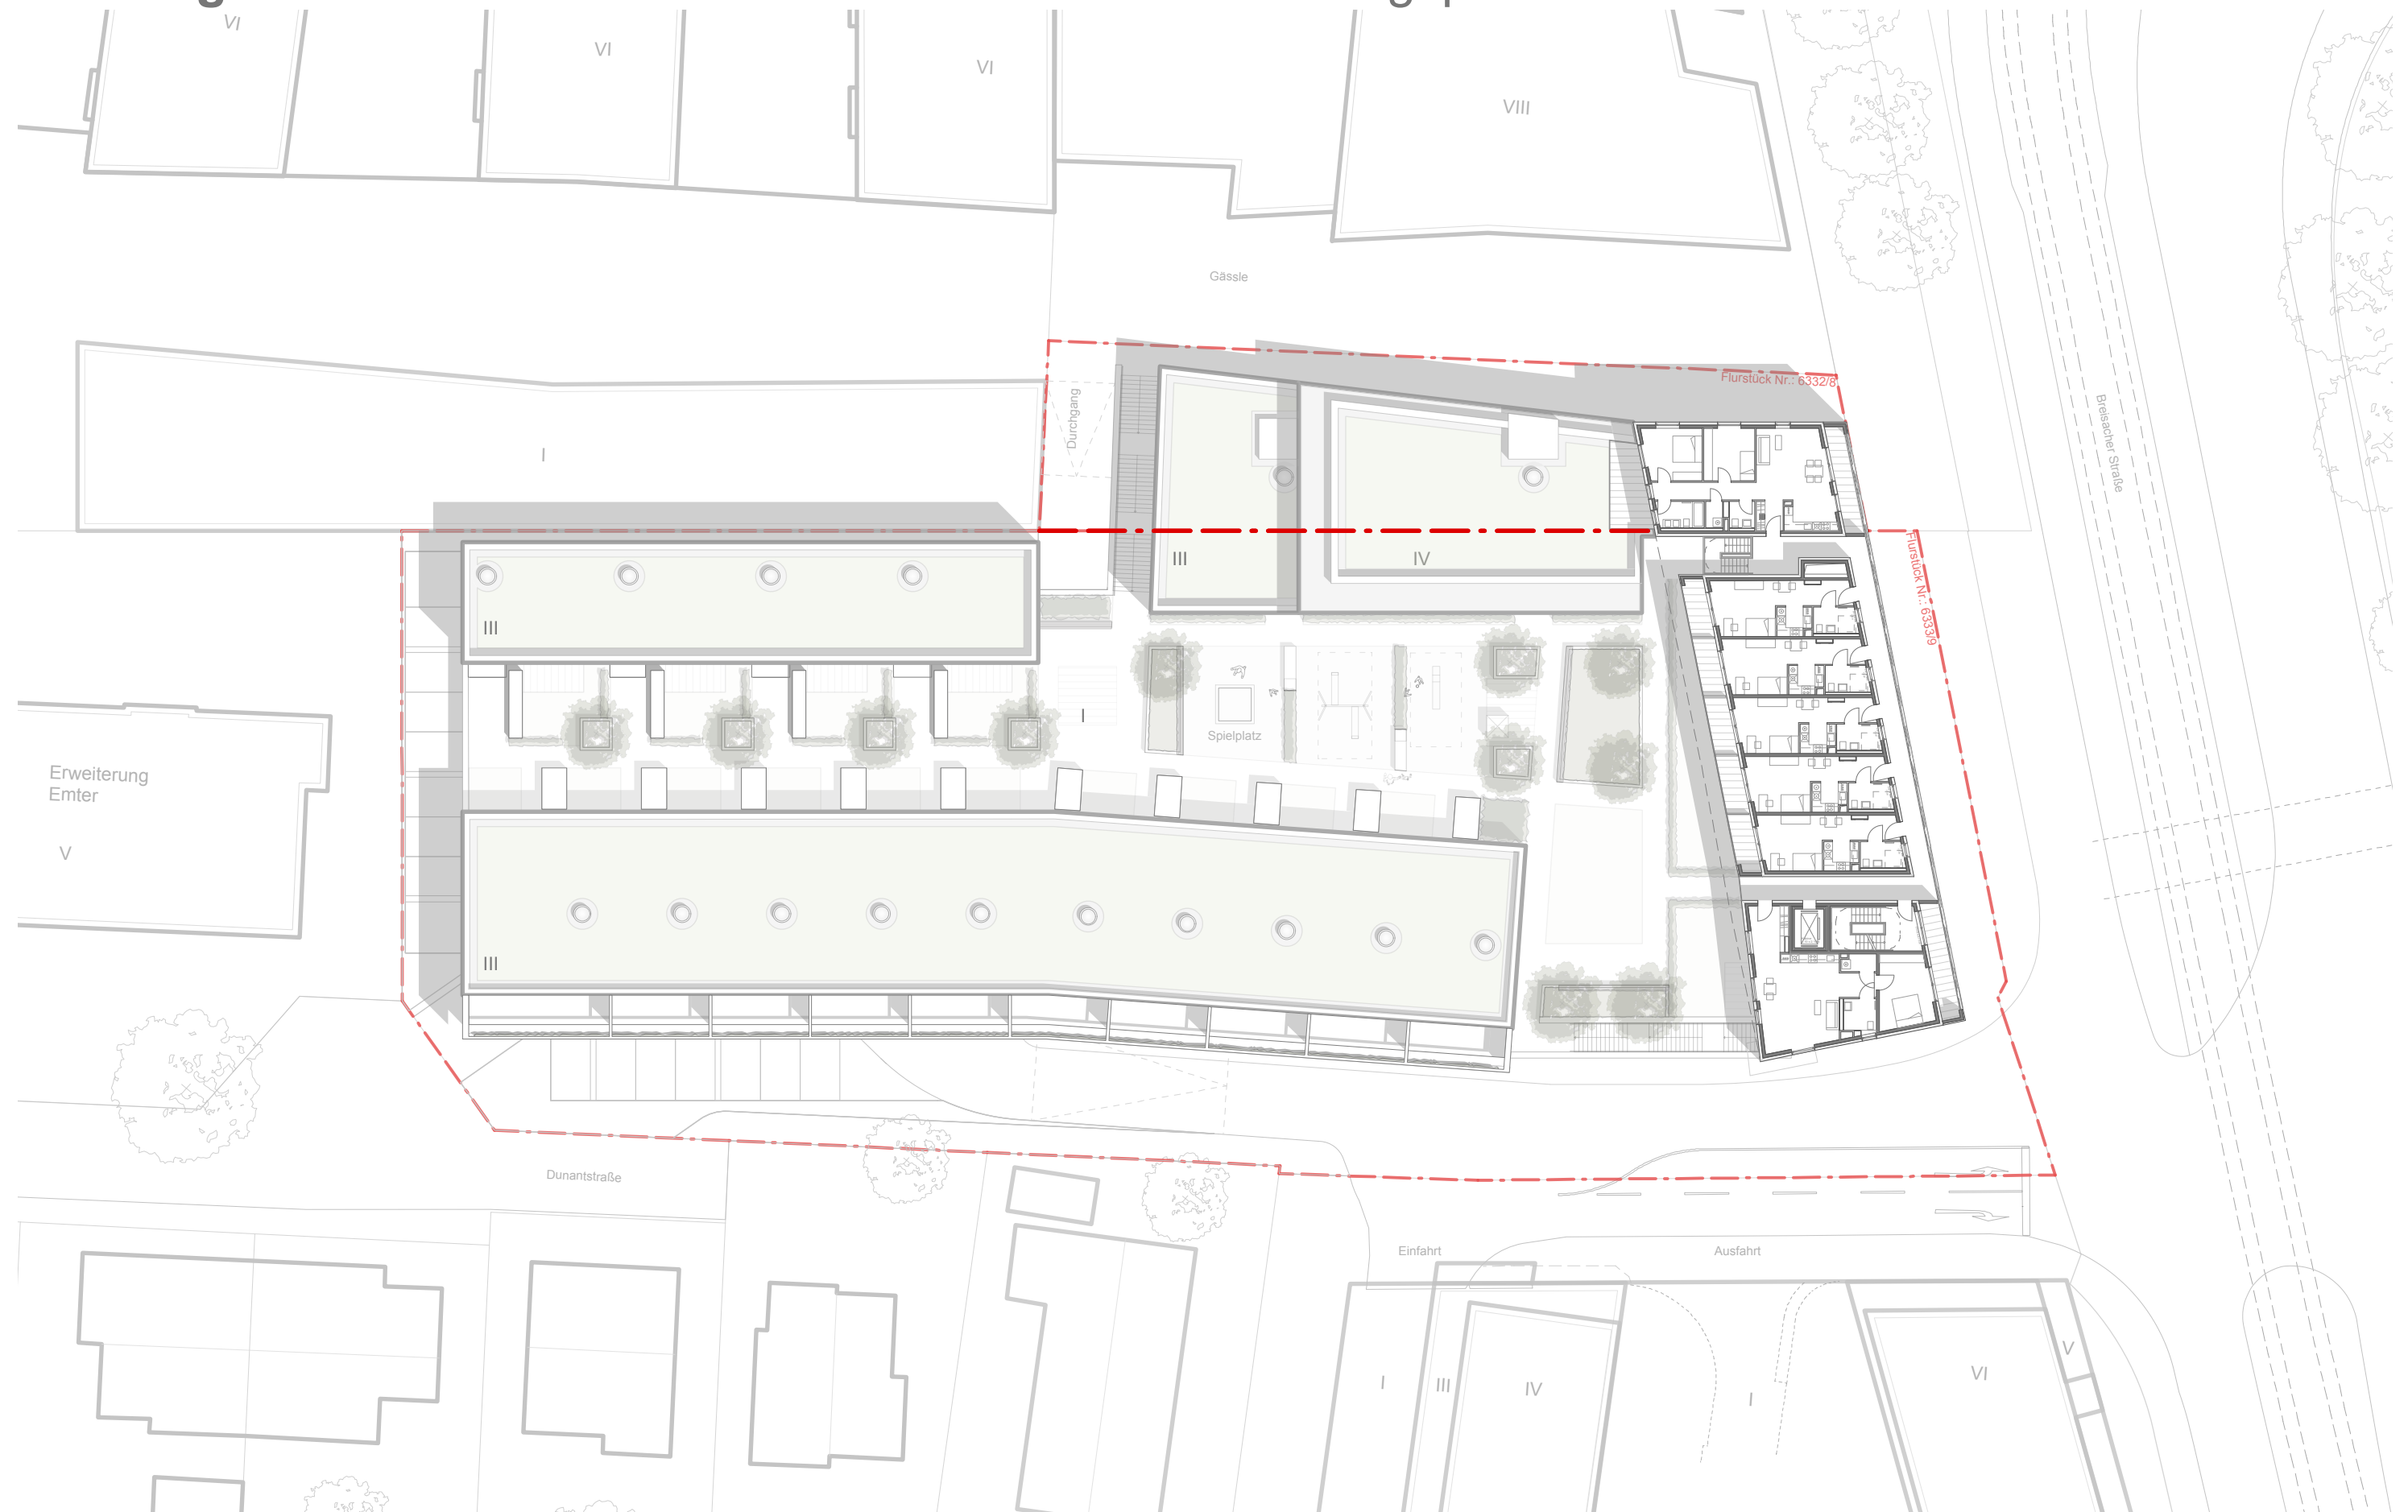 VI
VI
VI
VIII
Gässle
Flurstück Nr.: 6332/8
Durchgang
Breisacher Straße
I
III
IV
Flurstück Nr.: 6333/9
III
I
Spielplatz
Erweiterung
Emter
V
III
Dunantstraße
Einfahrt
Ausfahrt
I
III
IV
I
VI
V